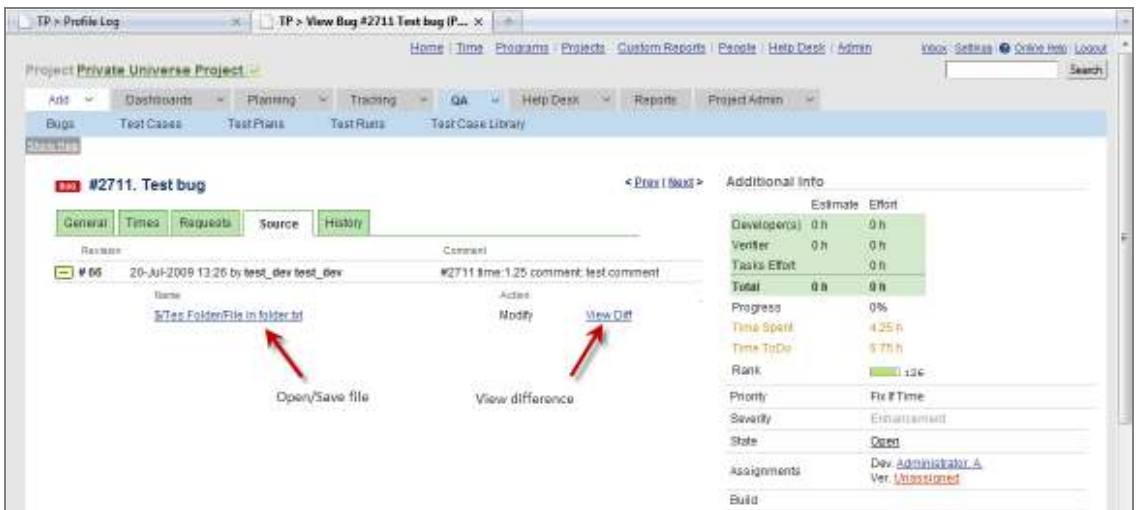 TP > Profile Log
TP > View Bug #2711 Test bug (P...
Home Time Programs Projects Custom Reports People Help Desk Admin
Inbox Settings Online Help Logout
Project Private Universe Project
Search
Add Dashboards Planning Tracking QA Help Desk Reports Project Admin
Bugs Test Cases Test Plans Test Runs Test Case Library
BUG #2711. Test bug
< Prev | Next >
General Times Requests Source History
Revision Comment
# 66 20-Jul-2009 13:26 by test_dev test_dev #2711 time:1.25 comment: test comment
Name Action
$/Tes Folder/File in folder.txt Modify View Diff
Open/Save file
View difference
Additional Info
Estimate Effort
Developer(s) 0 h 0 h
Verifier 0 h 0 h
Tasks Effort 0 h
Total 0 h 0 h
Progress 0%
Time Spent 4.25 h
Time ToDo 5.75 h
Rank 126
Priority Fix If Time
Severity Enhancement
State Open
Assignments
Dev. Administrator A.
Ver. Unassigned
Build